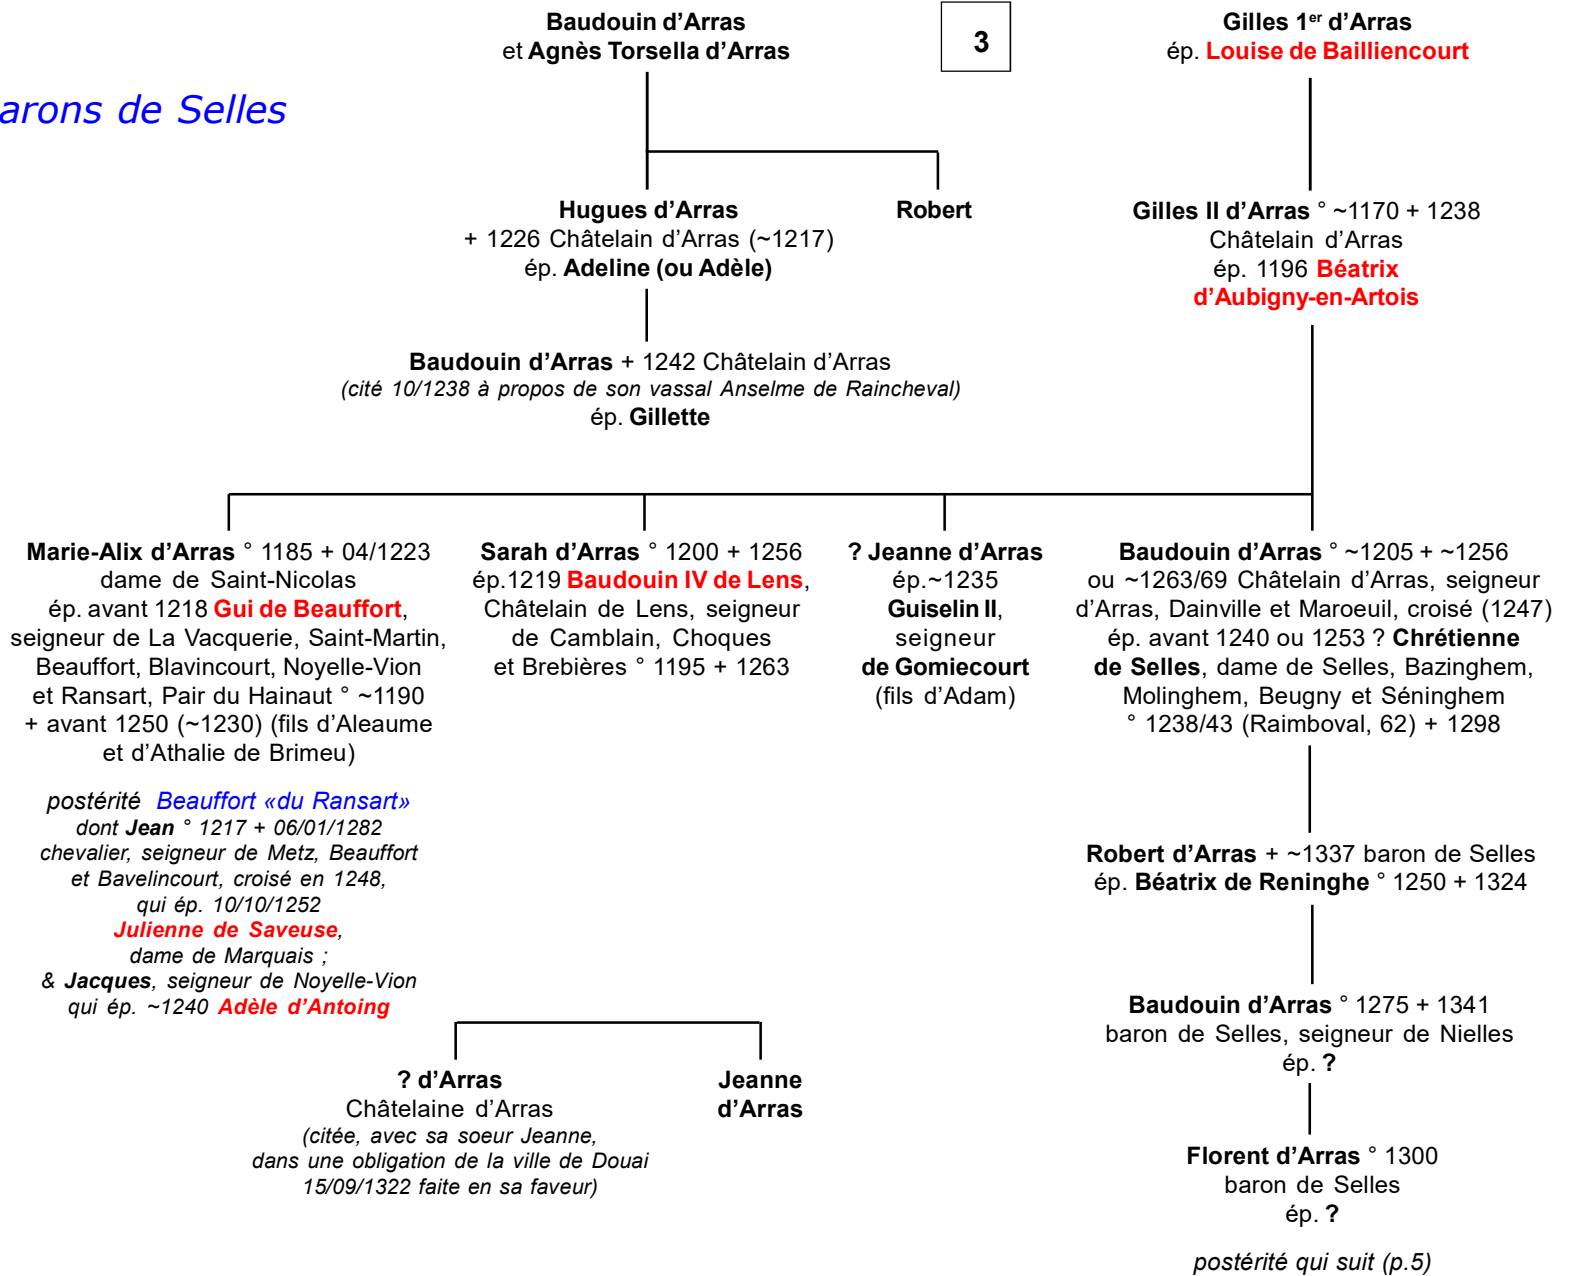 Baudouin d’Arras
et Agnès Torsella d’Arras
3
Gilles 1er d’Arras
ép. Louise de Bailliencourt
arons de Selles
Hugues d’Arras
+ 1226 Châtelain d’Arras (~1217)
ép. Adeline (ou Adèle)
Robert
Gilles II d’Arras ° ~1170 + 1238
Châtelain d’Arras
ép. 1196 Béatrix
d’Aubigny-en-Artois
Baudouin d’Arras + 1242 Châtelain d’Arras
(cité 10/1238 à propos de son vassal Anselme de Raincheval)
ép. Gillette
Marie-Alix d’Arras ° 1185 + 04/1223
dame de Saint-Nicolas
ép. avant 1218 Gui de Beauffort,
seigneur de La Vacquerie, Saint-Martin,
Beauffort, Blavincourt, Noyelle-Vion
et Ransart, Pair du Hainaut ° ~1190
+ avant 1250 (~1230) (fils d’Aleaume
et d’Athalie de Brimeu)
postérité Beauffort «du Ransart»
dont Jean ° 1217 + 06/01/1282
chevalier, seigneur de Metz, Beauffort
et Bavelincourt, croisé en 1248,
qui ép. 10/10/1252
Julienne de Saveuse,
dame de Marquais ;
& Jacques, seigneur de Noyelle-Vion
qui ép. ~1240 Adèle d’Antoing
Sarah d’Arras ° 1200 + 1256
ép.1219 Baudouin IV de Lens,
Châtelain de Lens, seigneur
de Camblain, Choques
et Brebières ° 1195 + 1263
? Jeanne d’Arras
ép.~1235
Guiselin II,
seigneur
de Gomiecourt
(fils d’Adam)
Baudouin d’Arras ° ~1205 + ~1256
ou ~1263/69 Châtelain d’Arras, seigneur
d’Arras, Dainville et Maroeuil, croisé (1247)
ép. avant 1240 ou 1253 ? Chrétienne
de Selles, dame de Selles, Bazinghem,
Molinghem, Beugny et Séninghem
° 1238/43 (Raimboval, 62) + 1298
Robert d’Arras + ~1337 baron de Selles
ép. Béatrix de Reninghe ° 1250 + 1324
Baudouin d’Arras ° 1275 + 1341
baron de Selles, seigneur de Nielles
ép. ?
Florent d’Arras ° 1300
baron de Selles
ép. ?
postérité qui suit (p.5)
? d’Arras
Châtelaine d’Arras
(citée, avec sa soeur Jeanne,
dans une obligation de la ville de Douai
15/09/1322 faite en sa faveur)
Jeanne
d’Arras